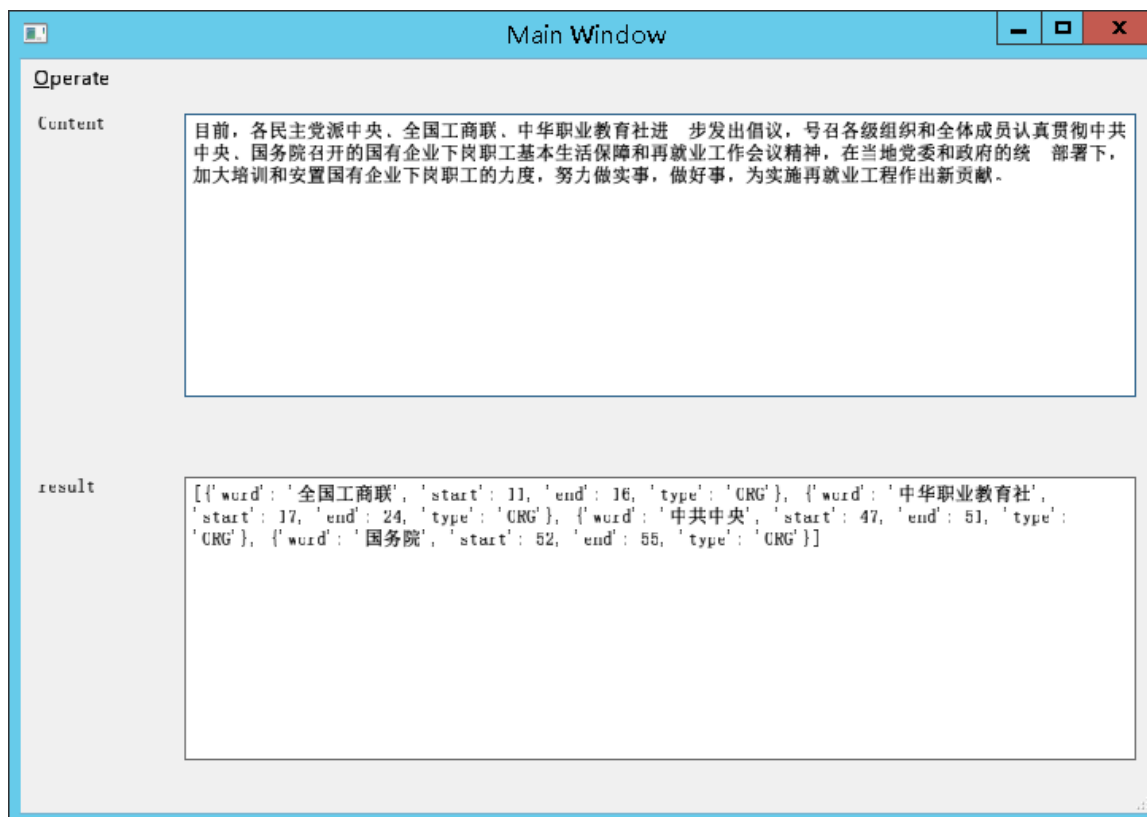 Main Window
Operate
Content
目前，各民主党派中央、全国工商联、中华职业教育社进 步发出倡议，号召各级组织和全体成员认真贯彻中共
中央、国务院召开的国有企业下岗职工基本生活保障和再就业工作会议精神，在当地党委和政府的统 部署下，
加大培训和安置国有企业下岗职工的力度，努力做实事，做好事，为实施再就业工程作出新贡献。
result
[{'word': '全国工商联', 'start': 11, 'end': 16, 'type': 'ORG'}, {'word': '中华职业教育社',
'start': 17, 'end': 24, 'type': 'ORG'}, {'word': '中共中央', 'start': 47, 'end': 51, 'type':
'ORG'}, {'word': '国务院', 'start': 52, 'end': 55, 'type': 'ORG'}]